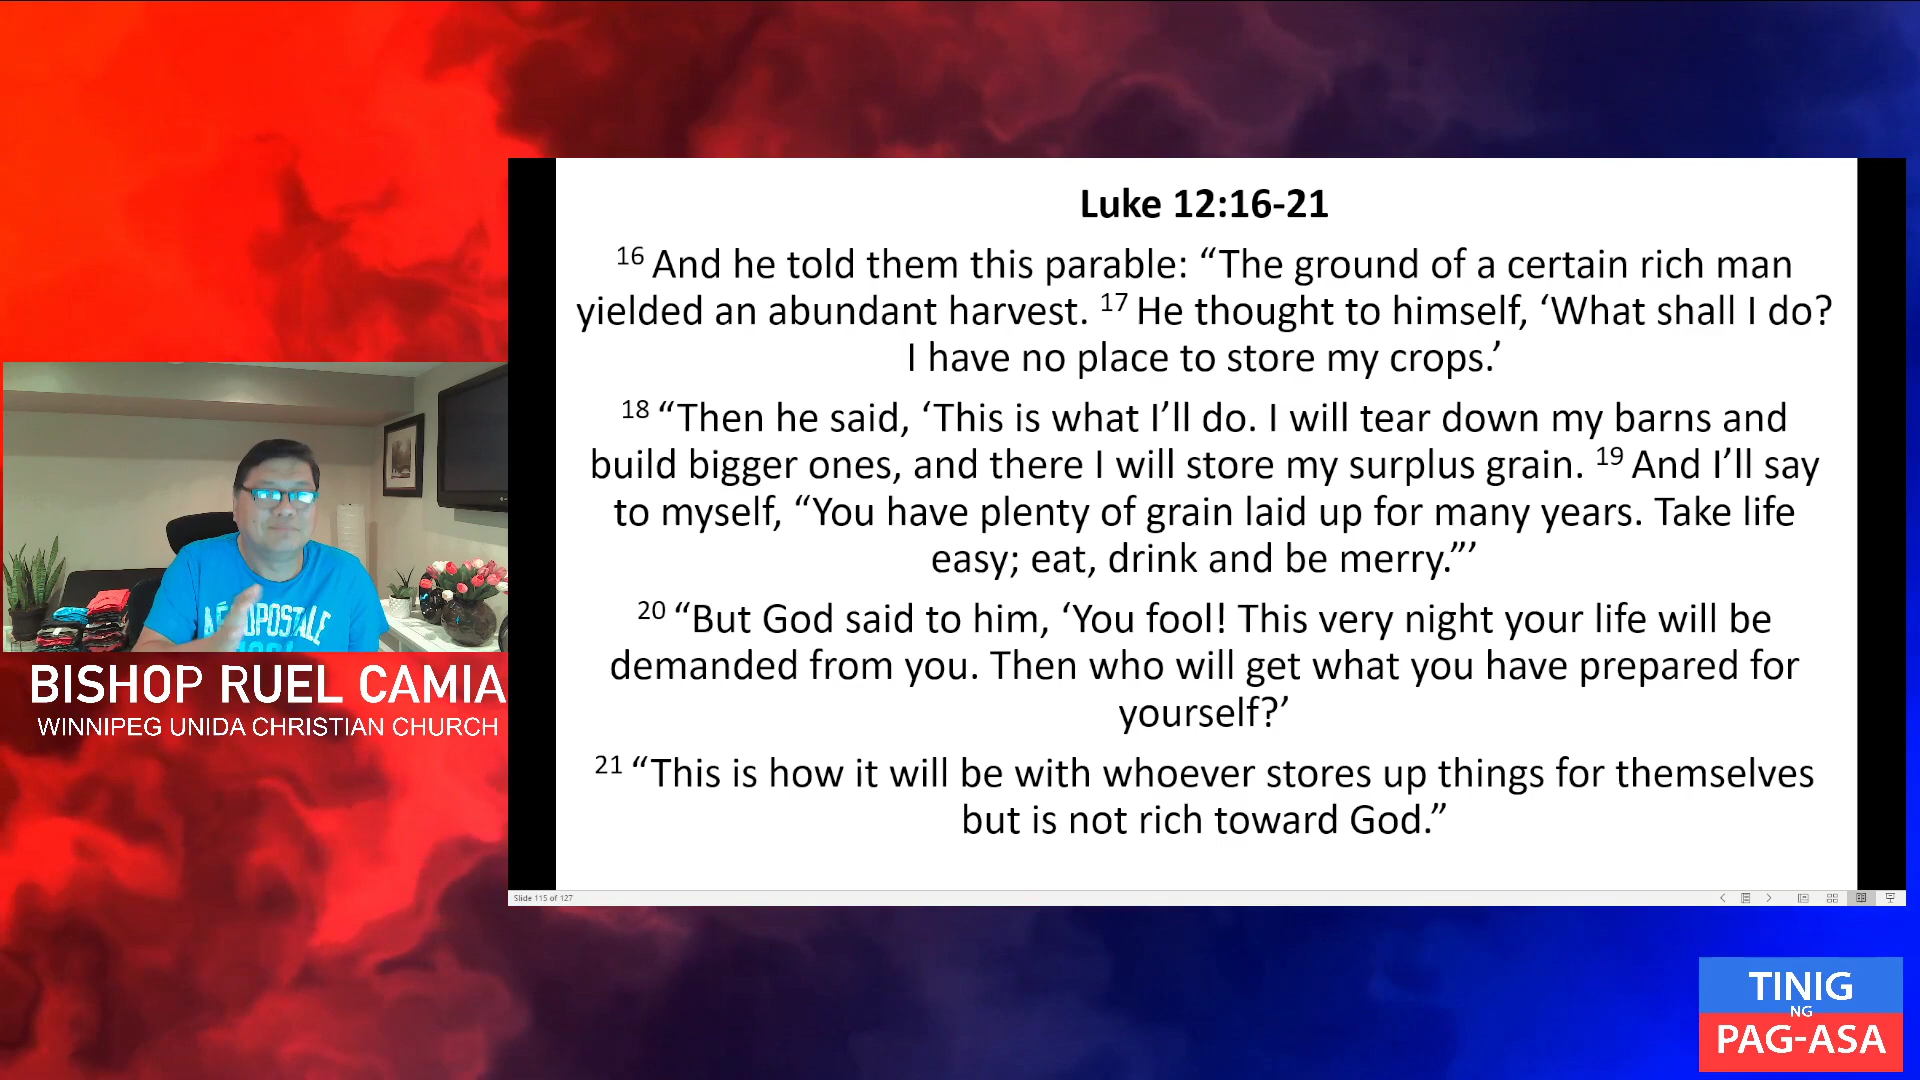 Luke 12:16-21
16 And he told them this parable: “The ground of a certain rich man
yielded an abundant harvest. 17 He thought to himself, ‘What shall I do?
I have no place to store my crops.’
18 “Then he said, ‘This is what I’ll do. I will tear down my barns and
build bigger ones, and there I will store my surplus grain. 19 And I’ll say
to myself, “You have plenty of grain laid up for many years. Take life
easy; eat, drink and be merry.”’
20 “But God said to him, ‘You fool! This very night your life will be
demanded from you. Then who will get what you have prepared for
yourself?’
21 “This is how it will be with whoever stores up things for themselves
but is not rich toward God.”
Slide 115 of 127
AÉROPOSTALE
BISHOP RUEL CAMIA
WINNIPEG UNIDA CHRISTIAN CHURCH
TINIG
NG
PAG-ASA